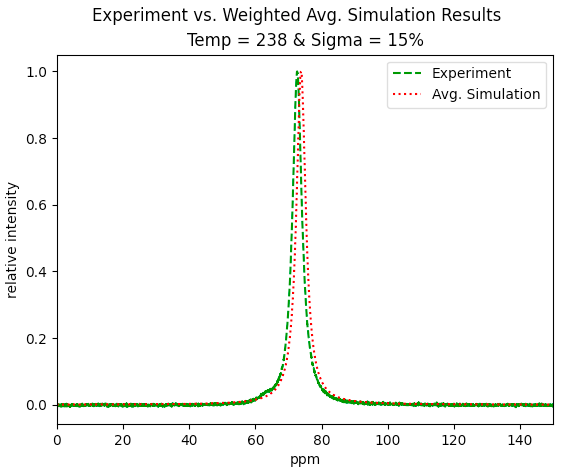 Experiment vs. Weighted Avg. Simulation Results
Temp = 238 & Sigma = 15%
Experiment
Avg. Simulation
relative intensity
1.0
0.8
0.6
0.4
0.2
0.0
0 20 40 60 80 100 120 140
ppm